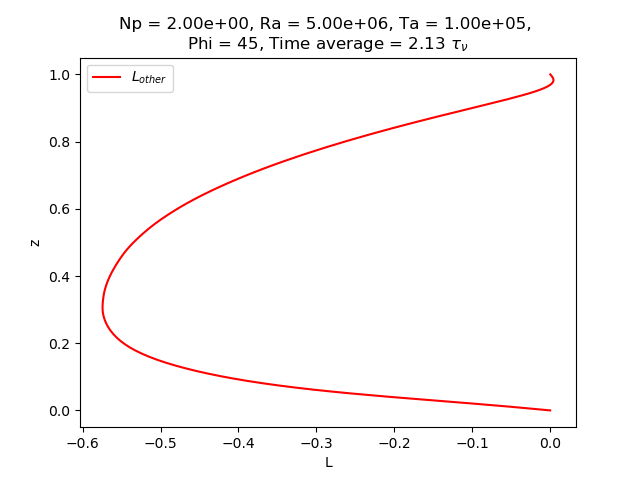 Np = 2.00e+00, Ra = 5.00e+06, Ta = 1.00e+05,
Phi = 45, Time average = 2.13 τ_ν
L_other
1.0
0.8
0.6
0.4
0.2
0.0
z
−0.6 −0.5 −0.4 −0.3 −0.2 −0.1 0.0
L